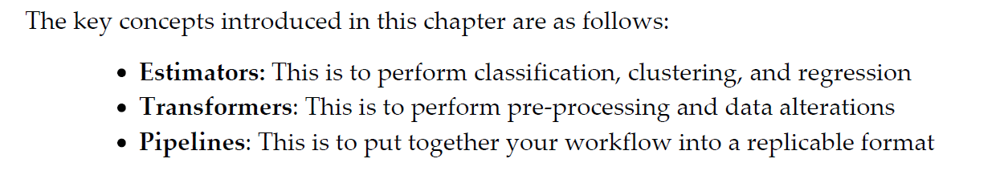 The key concepts introduced in this chapter are as follows:
• Estimators: This is to perform classification, clustering, and regression
• Transformers: This is to perform pre-processing and data alterations
• Pipelines: This is to put together your workflow into a replicable format